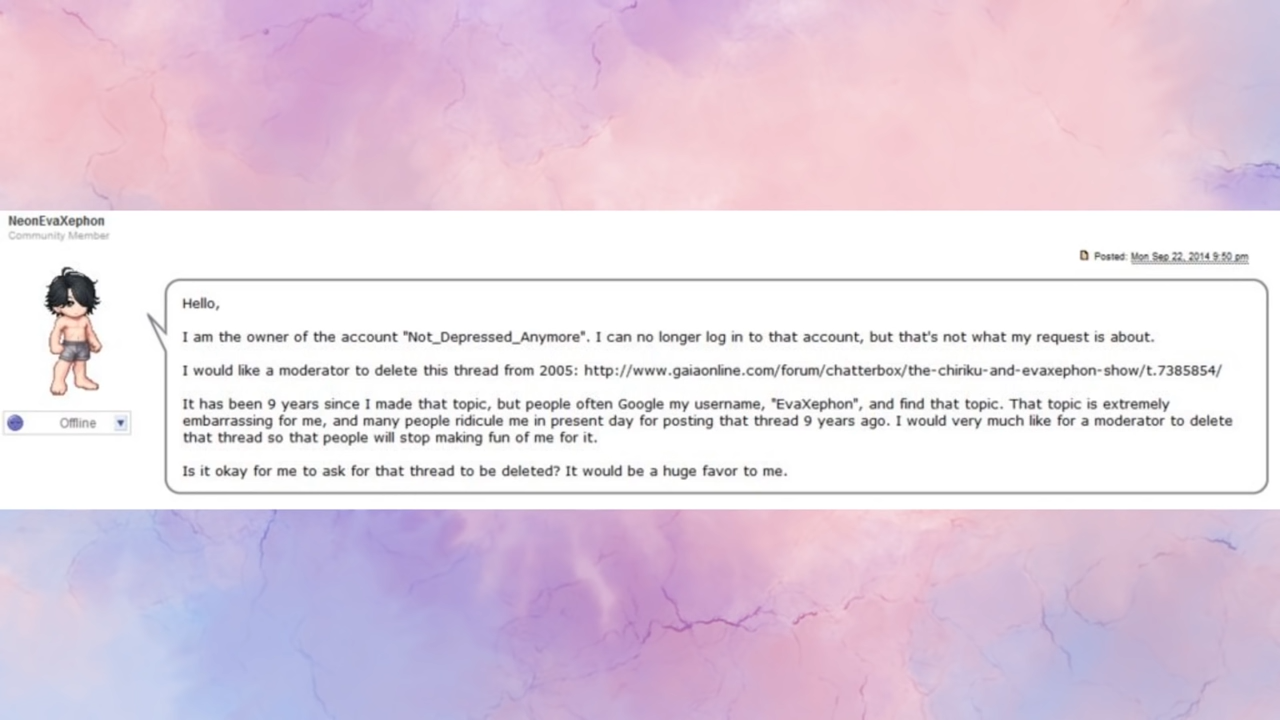 NeonEvaXephon
Community Member
Posted: Mon Sep 22, 2014 9:50 pm
Hello,
I am the owner of the account "Not_Depressed_Anymore". I can no longer log in to that account, but that's not what my request is about.
I would like a moderator to delete this thread from 2005: http://www.gaiaonline.com/forum/chatterbox/the-chiriku-and-evaxephon-show/t.7385854/
It has been 9 years since I made that topic, but people often Google my username, "EvaXephon", and find that topic. That topic is extremely
embarrassing for me, and many people ridicule me in present day for posting that thread 9 years ago. I would very much like for a moderator to delete
that thread so that people will stop making fun of me for it.
Is it okay for me to ask for that thread to be deleted? It would be a huge favor to me.
Offline